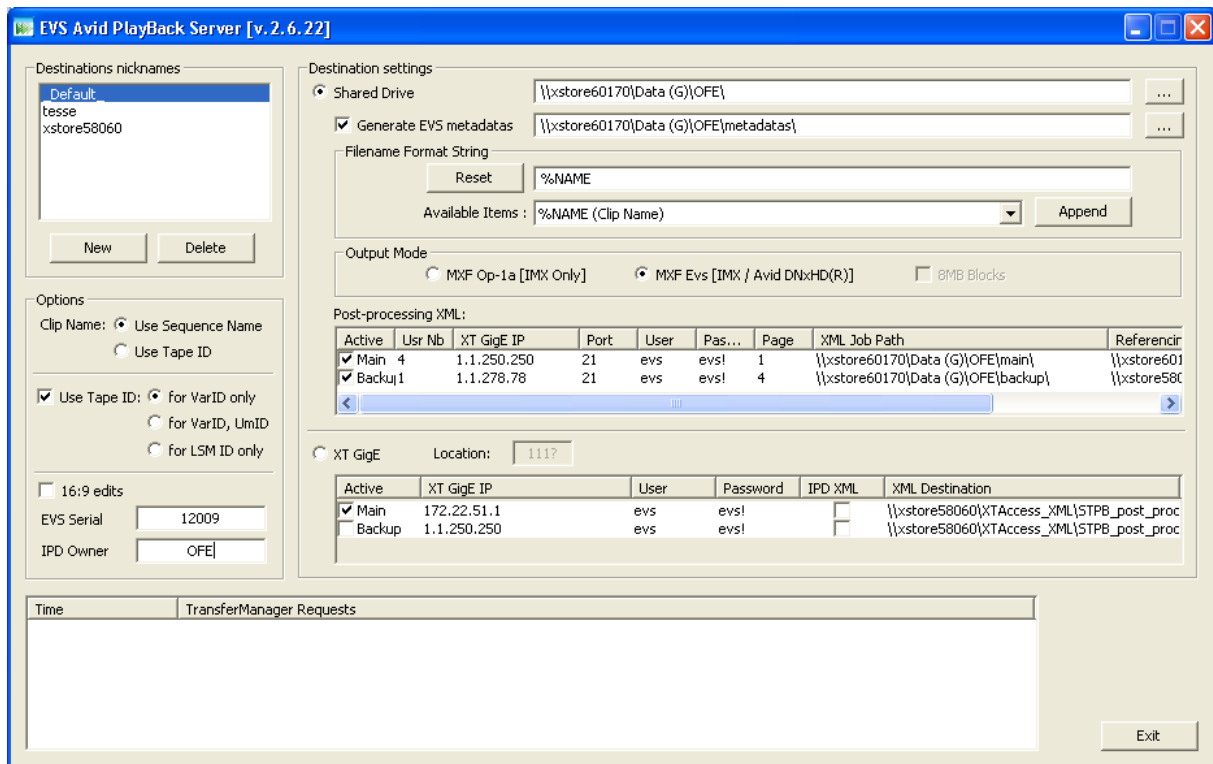 EVS Avid PlayBack Server [v.2.6.22]
Destinations nicknames
_Default_
tesse
xstore58060
New Delete
Options
Clip Name: Use Sequence Name
Use Tape ID
Use Tape ID: for VarID only
for VarID, UmID
for LSM ID only
16:9 edits
EVS Serial 12009
IPD Owner OFE
Destination settings
Shared Drive \\xstore60170\Data (G)\OFE\ ...
Generate EVS metadatas \\xstore60170\Data (G)\OFE\metadatas\ ...
Filename Format String
Reset %NAME
Available Items : %NAME (Clip Name) Append
Output Mode
MXF Op-1a [IMX Only] MXF Evs [IMX / Avid DNxHD(R)] 8MB Blocks
Post-processing XML:
Active Usr Nb XT GigE IP Port User Pas... Page XML Job Path Referencin
Main 4 1.1.250.250 21 evs evs! 1 \\xstore60170\Data (G)\OFE\main\ \\xstore601
Backup 1 1.1.278.78 21 evs evs! 4 \\xstore60170\Data (G)\OFE\backup\ \\xstore580
XT GigE Location: 111?
Active XT GigE IP User Password IPD XML XML Destination
Main 172.22.51.1 evs evs! \\xstore58060\XTAccess_XML\STPB_post_proc
Backup 1.1.250.250 evs evs! \\xstore58060\XTAccess_XML\STPB_post_proc
Time TransferManager Requests
Exit